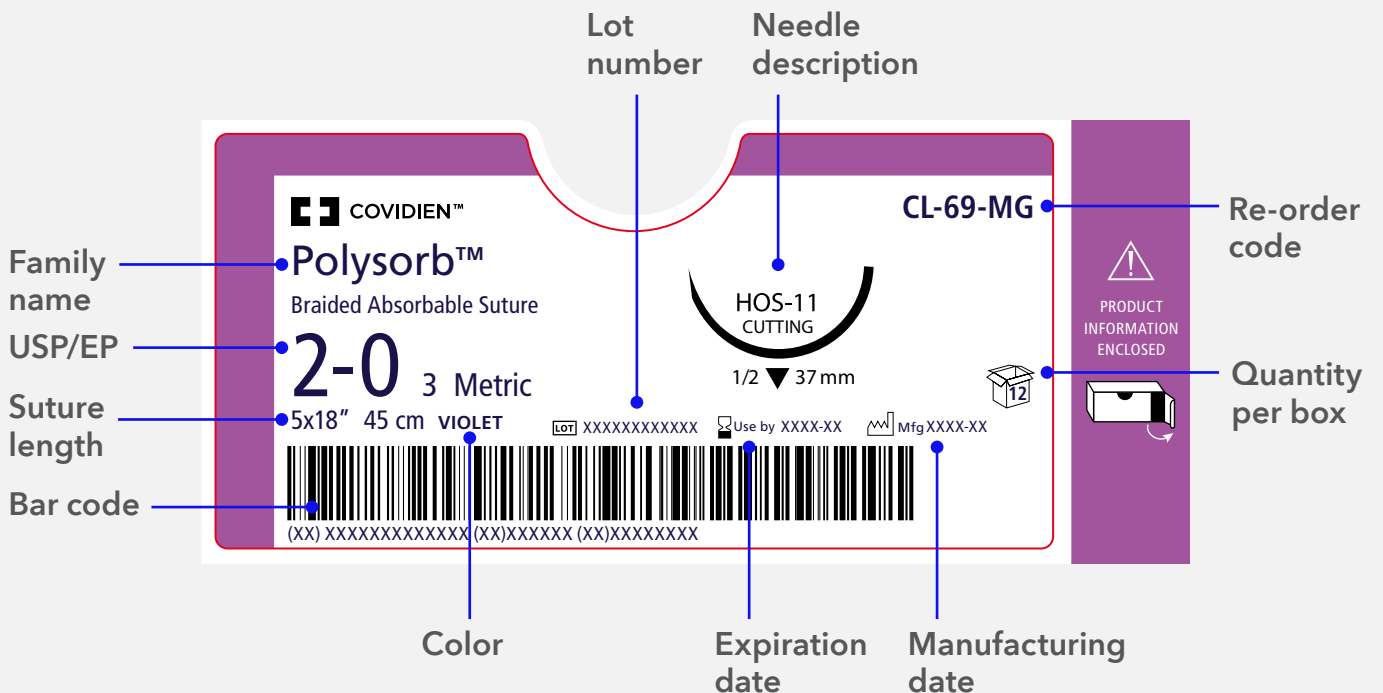 Lot
number
Needle
description
COVIDIEN™
CL-69-MG
Re-order
code
Family
name
Polysorb™
Braided Absorbable Suture
HOS-11
CUTTING
PRODUCT
INFORMATION
ENCLOSED
USP/EP
2-0 3 Metric
1/2 37 mm
12
Quantity
per box
Suture
length
5x18” 45 cm VIOLET
LOT XXXXXXXXXXXX
Use by XXXX-XX
Mfg XXXX-XX
Bar code
(XX) XXXXXXXXXXXXX (XX)XXXXXX (XX)XXXXXXXX
Color
Expiration
date
Manufacturing
date